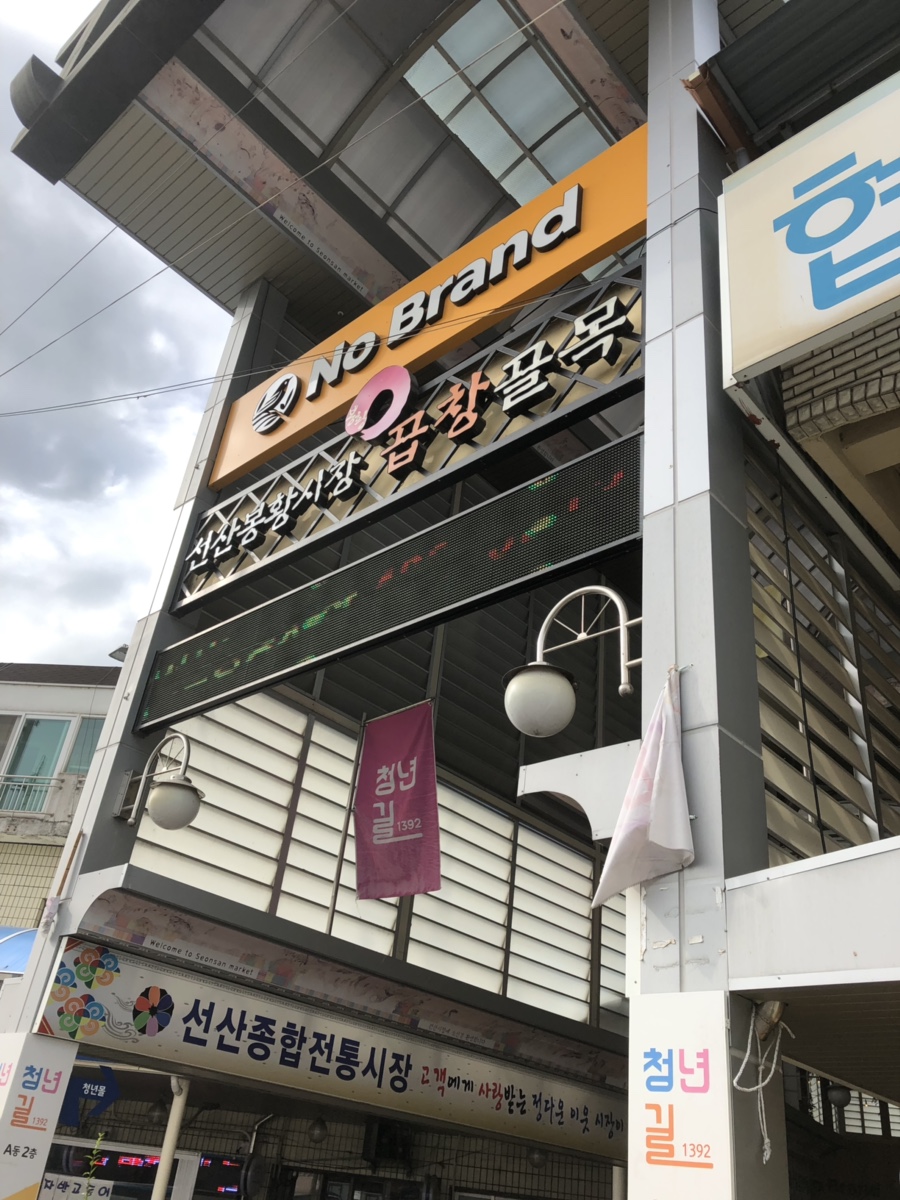 Welcome to Seonsan market
No Brand
선산봉황시장 곱창골목
협
청년
길 1392
Welcome to Seonsan market
선산종합전통시장 고객에게 사랑받는 정다운 이웃 시장이
청년
길 1392
A동 2층
청년몰
청년
길 1392